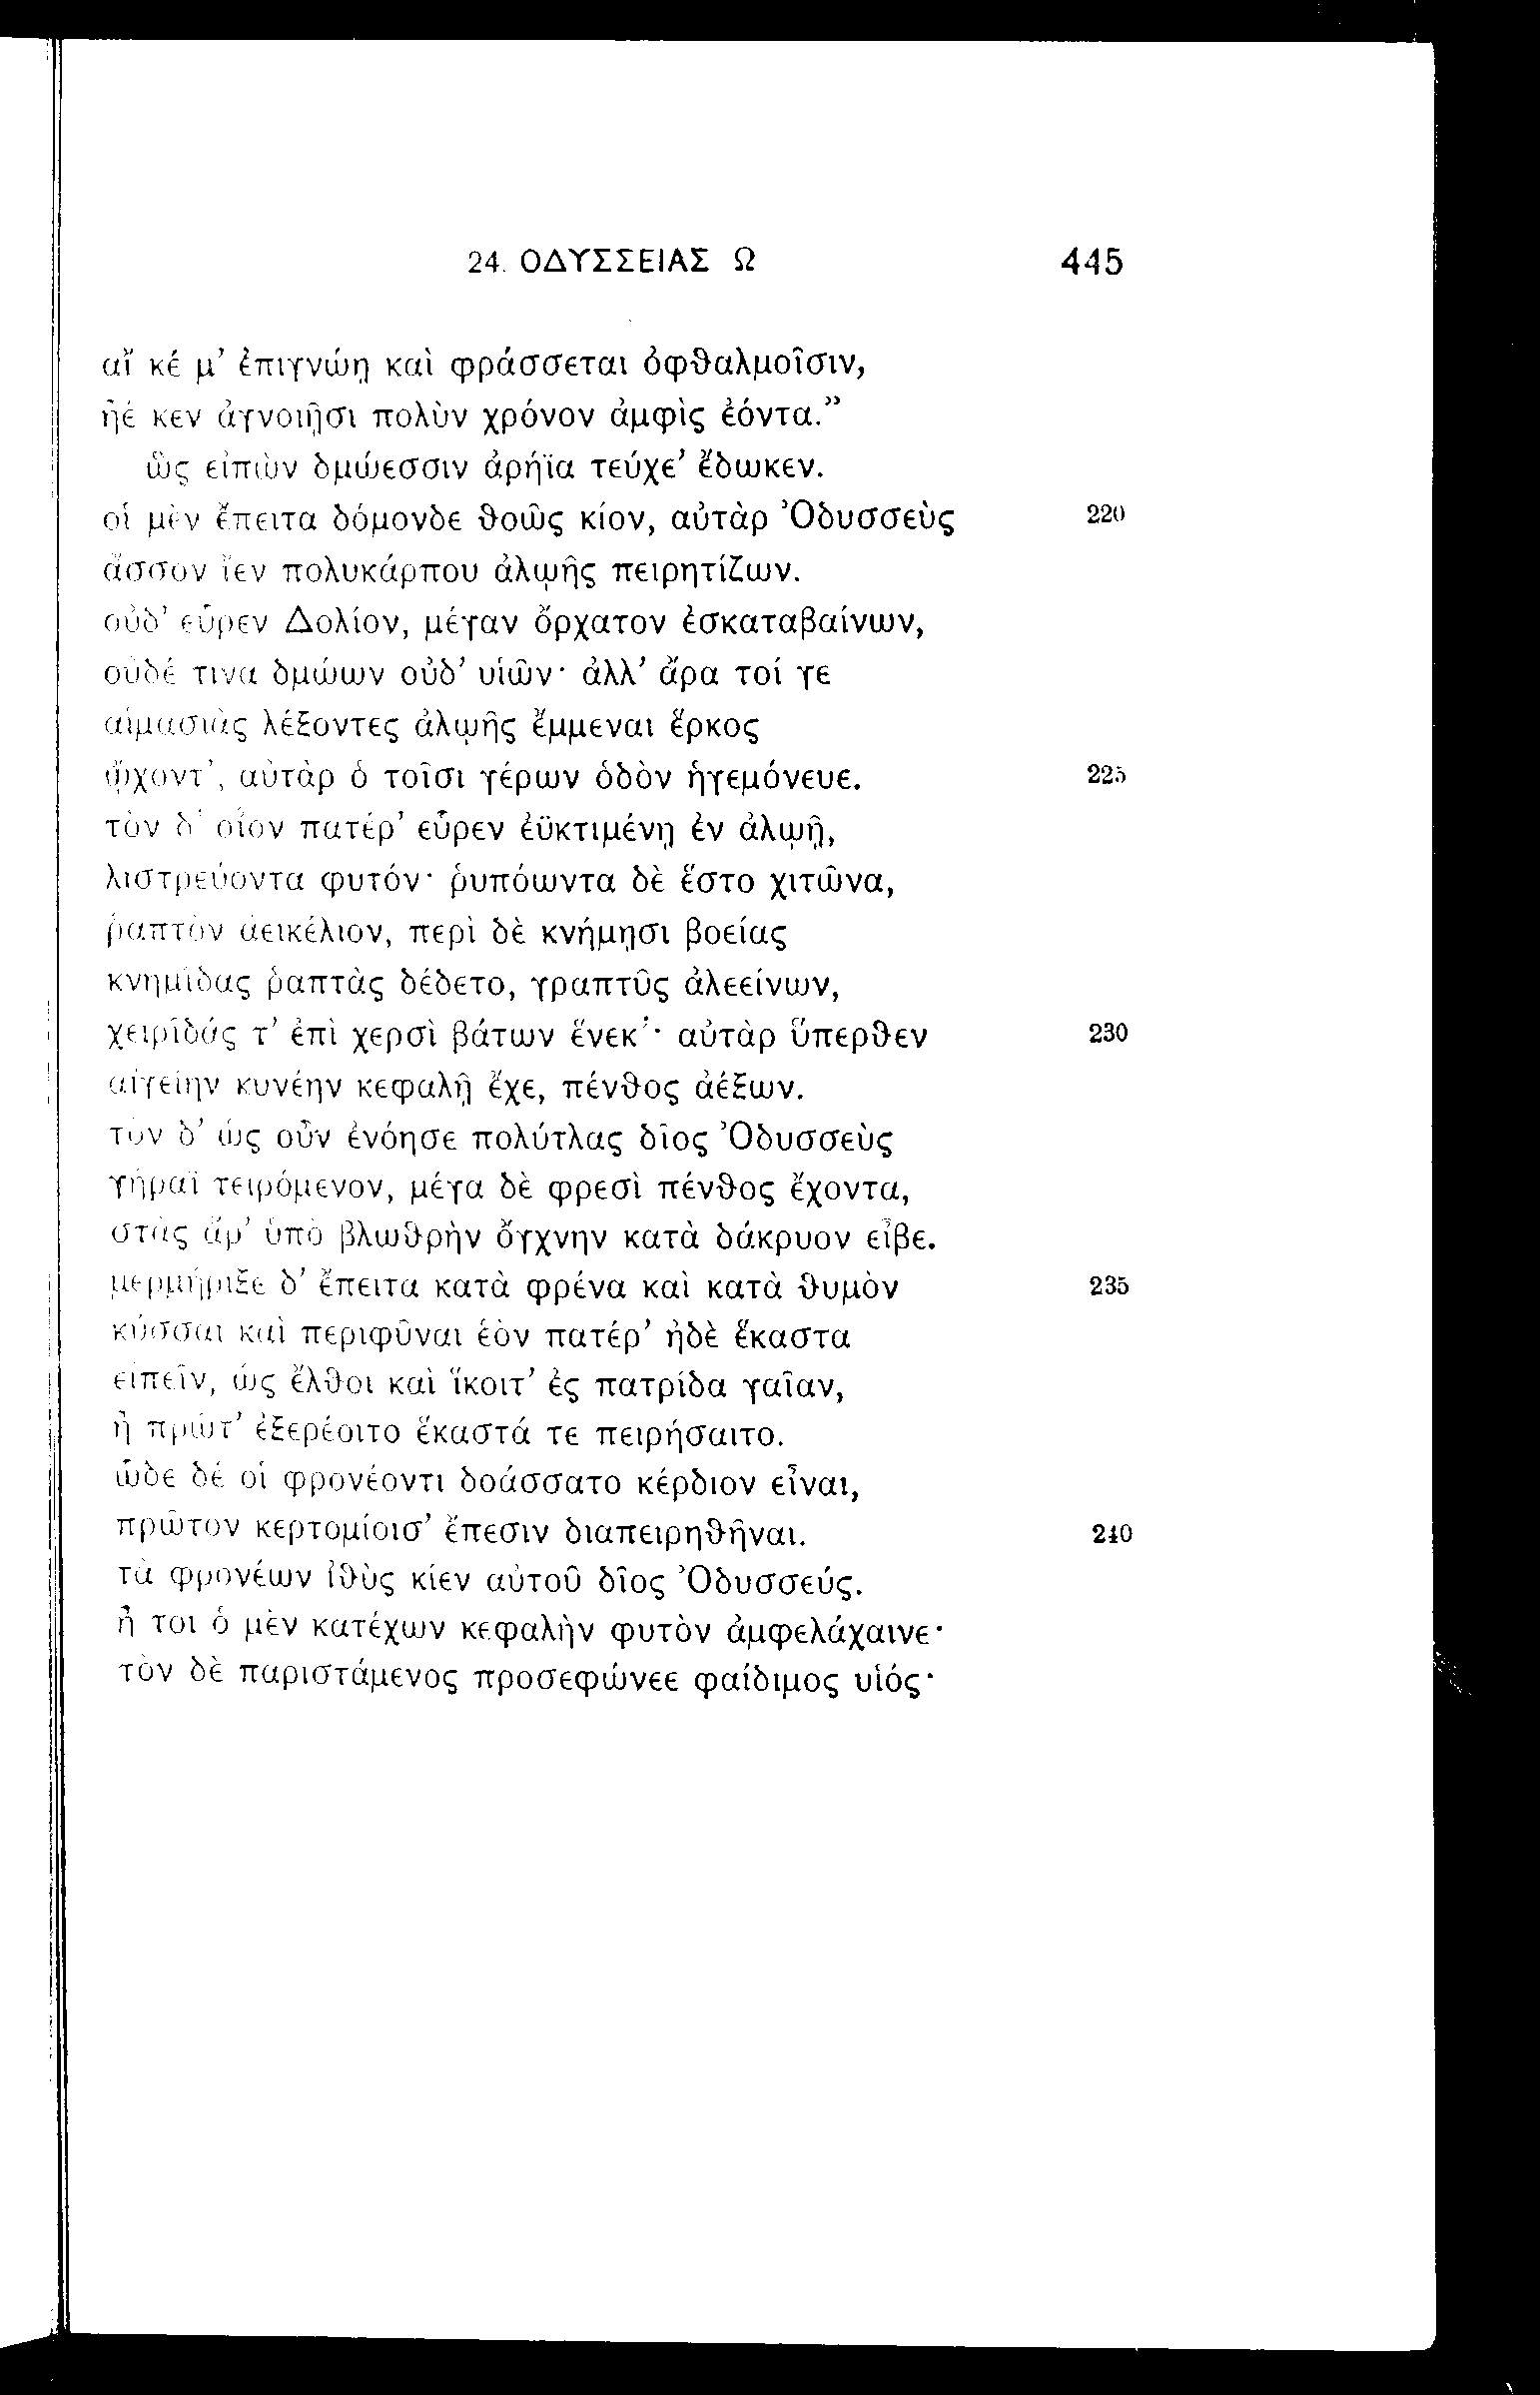 24. ΟΔΥΣΣΕΙΑΣ Ω 445
αἴ κέ μ’ ἐπιγνώῃ καὶ φράσσεται ὀφθαλμοῖσιν,
ἠέ κεν ἀγνοιῇσι πολὺν χρόνον ἀμφὶς ἐόντα.”
ὣς εἰπὼν δμώεσσιν ἀρήϊα τεύχε’ ἔδωκεν.
οἱ μὲν ἔπειτα δόμονδε θοῶς κίον, αὐτὰρ Ὀδυσσεὺς 220
ἆσσον ἴεν πολυκάρπου ἀλωῆς πειρητίζων.
οὐδ’ εὗρεν Δολίον, μέγαν ὄρχατον ἐσκαταβαίνων,
οὐδέ τινα δμώων οὐδ’ υἱῶν· ἀλλ’ ἄρα τοί γε
αἱμασιὰς λέξοντες ἀλῳῆς ἔμμεναι ἕρκος
ᾤχοντ’, αὐτὰρ ὁ τοῖσι γέρων ὁδὸν ἡγεμόνευε. 225
τὸν δ’ οἶον πατέρ’ εὗρεν ἐϋκτιμένῃ ἐν ἀλῳῇ,
λιστρεύοντα φυτόν· ῥυπόωντα δὲ ἕστο χιτῶνα,
ῥαπτὸν ἀεικέλιον, περὶ δὲ κνήμῃσι βοείας
κνημῖδας ῥαπτὰς δέδετο, γραπτῦς ἀλεείνων,
χειρῖδάς τ’ ἐπὶ χερσὶ βάτων ἕνεκ’· αὐτὰρ ὕπερθεν 230
αἰγείην κυνέην κεφαλῇ ἔχε, πένθος ἀέξων.
τὸν δ’ ὡς οὖν ἐνόησε πολύτλας δῖος Ὀδυσσεὺς
γήραϊ τειρόμενον, μέγα δὲ φρεσὶ πένθος ἔχοντα,
στὰς ἄρ’ ὑπὸ βλωθρὴν ὄγχνην κατὰ δάκρυον εἶβε.
μερμήριξε δ’ ἔπειτα κατὰ φρένα καὶ κατὰ θυμὸν 235
κύσσαι καὶ περιφῦναι ἑὸν πατέρ’ ἠδὲ ἕκαστα
εἰπεῖν, ὡς ἔλθοι καὶ ἵκοιτ’ ἐς πατρίδα γαῖαν,
ἦ πρῶτ’ ἐξερέοιτο ἕκαστά τε πειρήσαιτο.
ὧδε δέ οἱ φρονέοντι δοάσσατο κέρδιον εἶναι,
πρῶτον κερτομίοισ’ ἔπεσιν διαπειρηθῆναι. 240
τὰ φρονέων ἰθὺς κίεν αὐτοῦ δῖος Ὀδυσσεύς.
ἦ τοι ὁ μὲν κατέχων κεφαλὴν φυτὸν ἀμφελάχαινε·
τὸν δὲ παριστάμενος προσεφώνεε φαίδιμος υἱός·